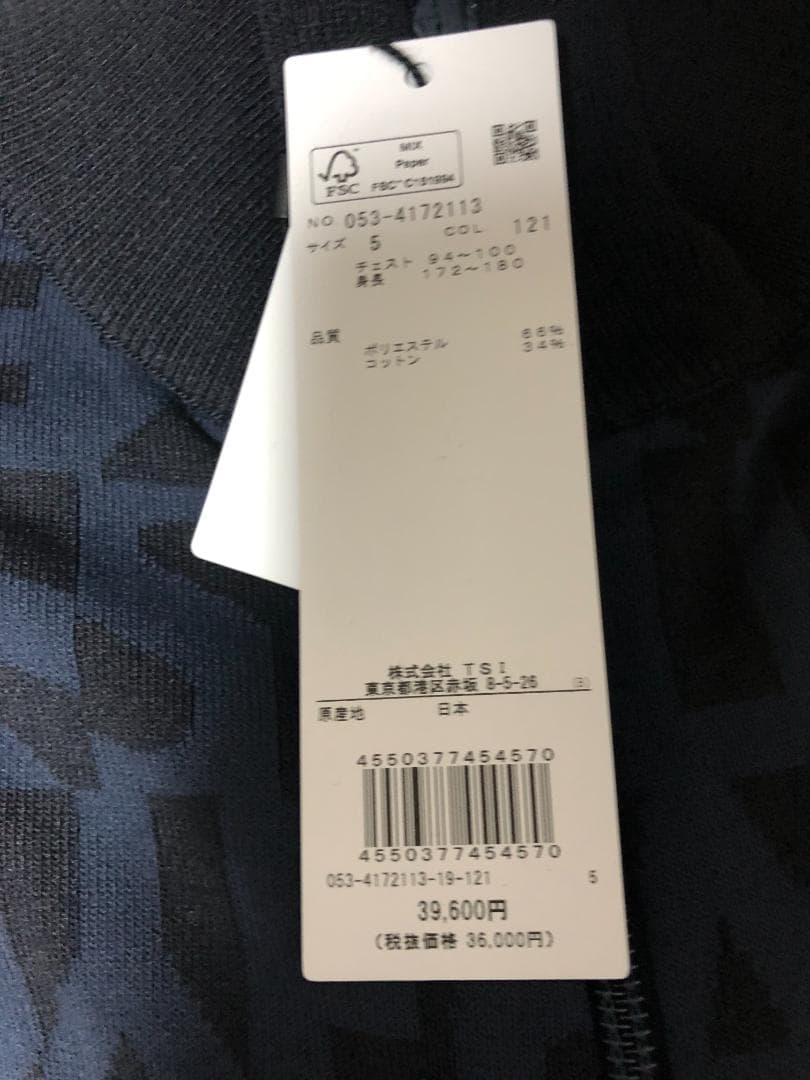 MIX
Paper
FSC™ C181994
FSC
NO. 053-4172113
サイズ 5 COL 121
チェスト 94～100
身長 172～180
品質
ポリエステル 66%
コットン 34%
株式会社 TSI
東京都港区赤坂 8-5-26
原産地 日本
4550377454570
4550377454570
053-4172113-19-121 5
39,600円
(税抜価格 36,000円)